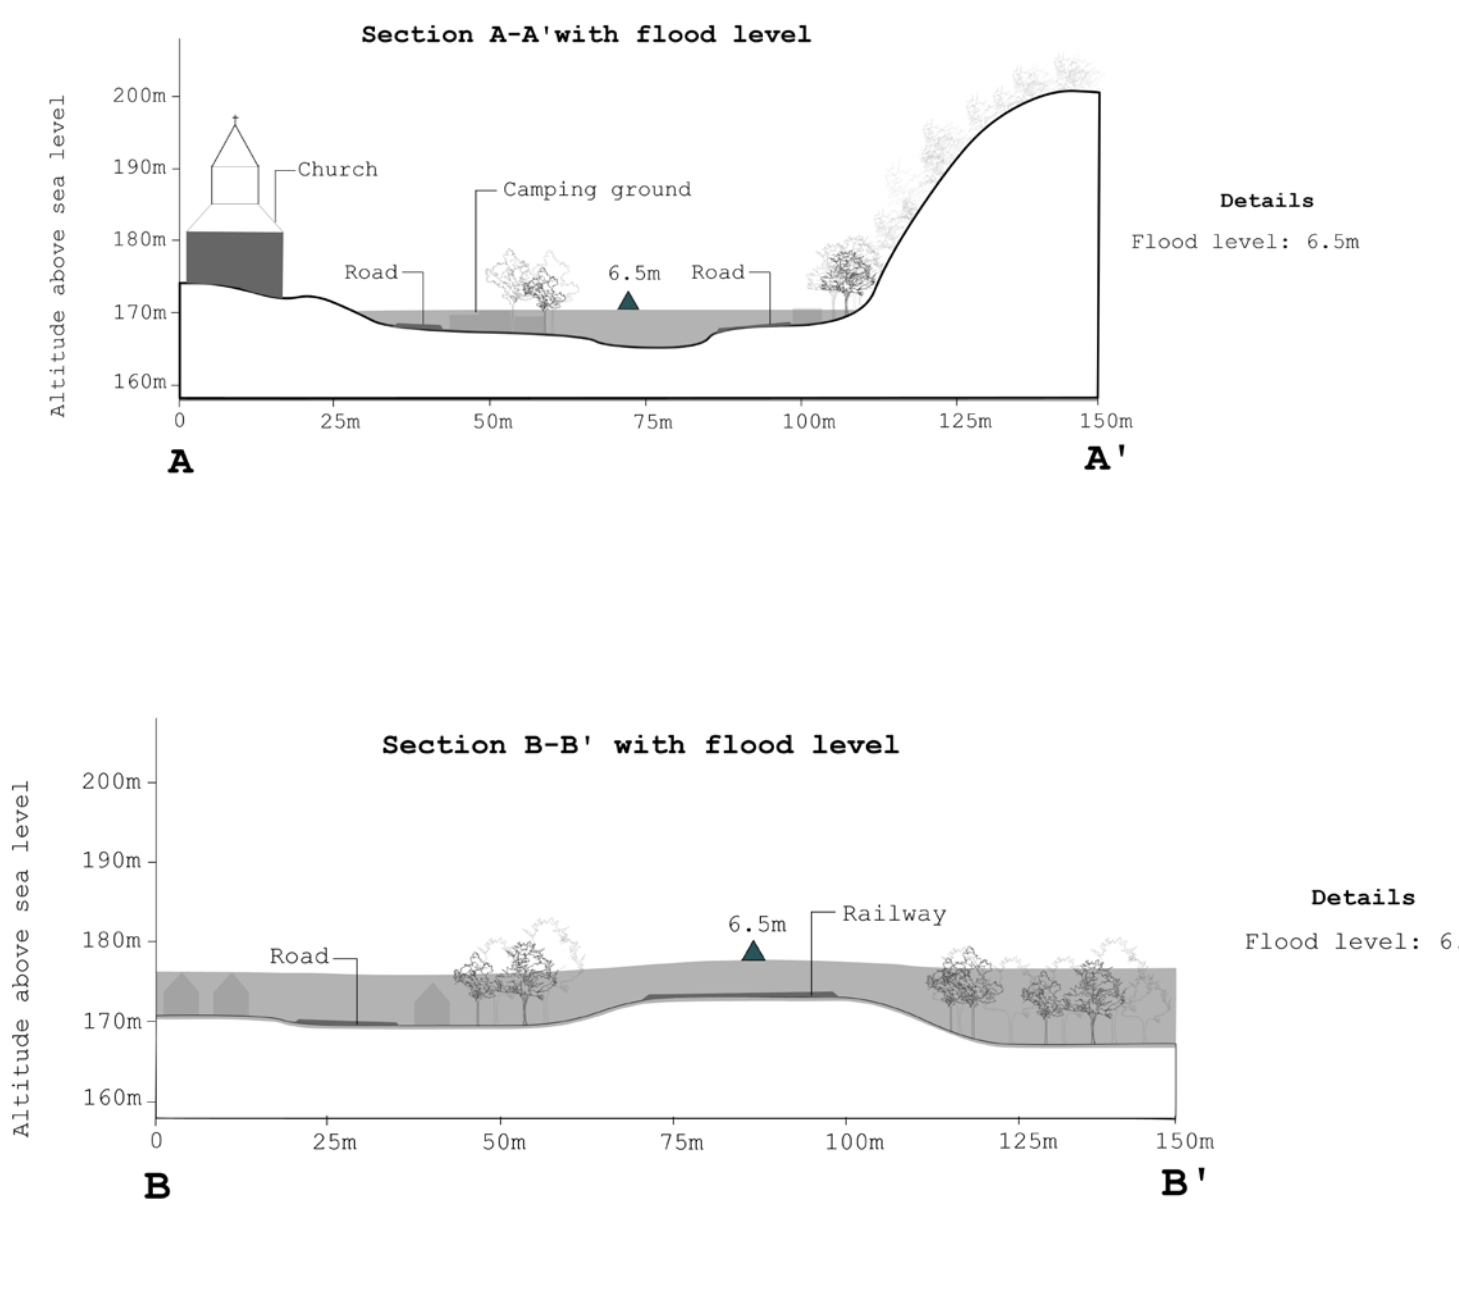 Section A-A'with flood level
Altitude above sea level
200m
190m
180m
170m
160m
Church
Camping ground
Road
6.5m
Road
Details
Flood level: 6.5m
0
25m
50m
75m
100m
125m
150m
A
A'
Section B-B' with flood level
Altitude above sea level
200m
190m
180m
170m
160m
Road
6.5m
Railway
Details
Flood level: 6.
0
25m
50m
75m
100m
125m
150m
B
B'